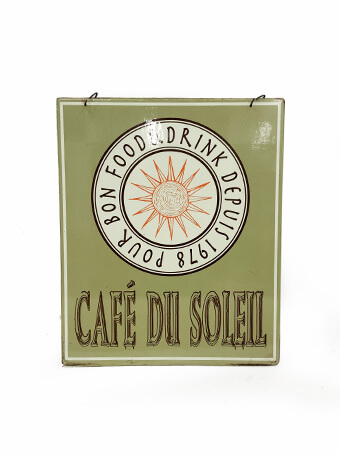 POUR BON FOOD & DRINK DEPUIS 1978
CAFÉ DU SOLEIL